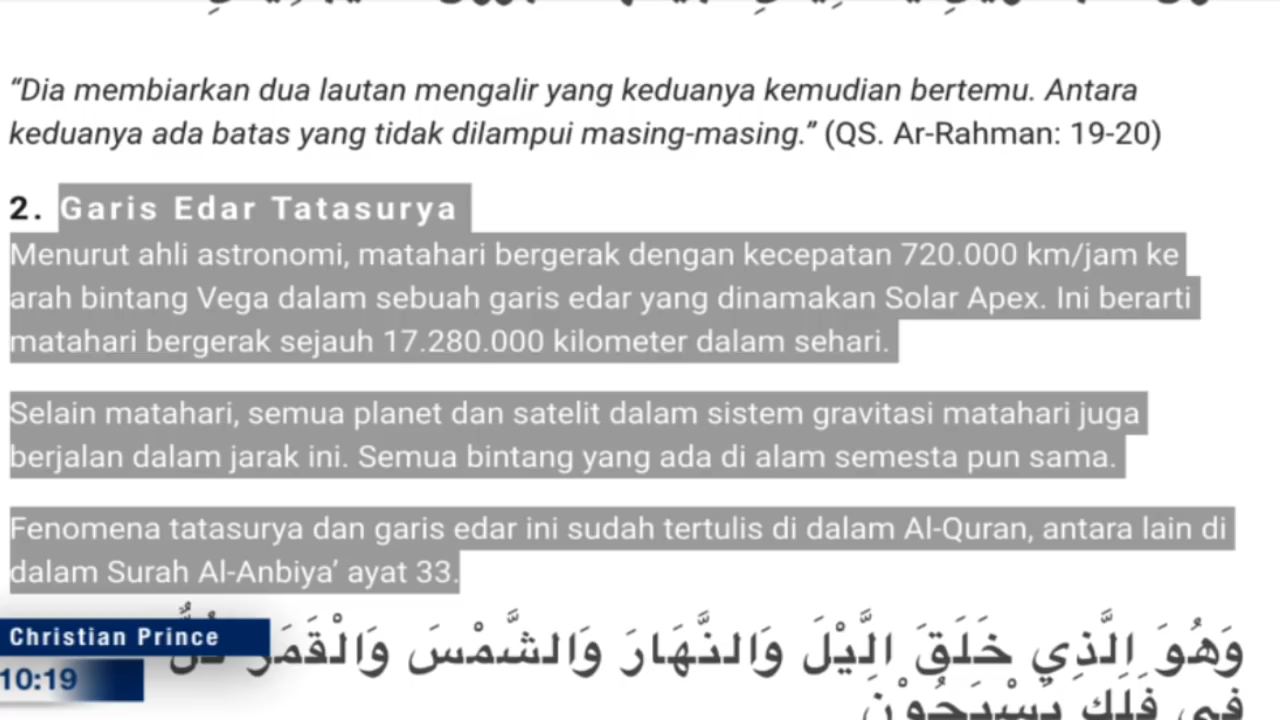 “Dia membiarkan dua lautan mengalir yang keduanya kemudian bertemu. Antara
keduanya ada batas yang tidak dilampui masing-masing.” (QS. Ar-Rahman: 19-20)
2. Garis Edar Tatasurya
Menurut ahli astronomi, matahari bergerak dengan kecepatan 720.000 km/jam ke
arah bintang Vega dalam sebuah garis edar yang dinamakan Solar Apex. Ini berarti
matahari bergerak sejauh 17.280.000 kilometer dalam sehari.
Selain matahari, semua planet dan satelit dalam sistem gravitasi matahari juga
berjalan dalam jarak ini. Semua bintang yang ada di alam semesta pun sama.
Fenomena tatasurya dan garis edar ini sudah tertulis di dalam Al-Quran, antara lain di
dalam Surah Al-Anbiya’ ayat 33.
وَهُوَ الَّذِي خَلَقَ الَّيْلَ وَالنَّهَارَ وَالشَّمْسَ وَالْقَمَرَ
Christian Prince
10:19